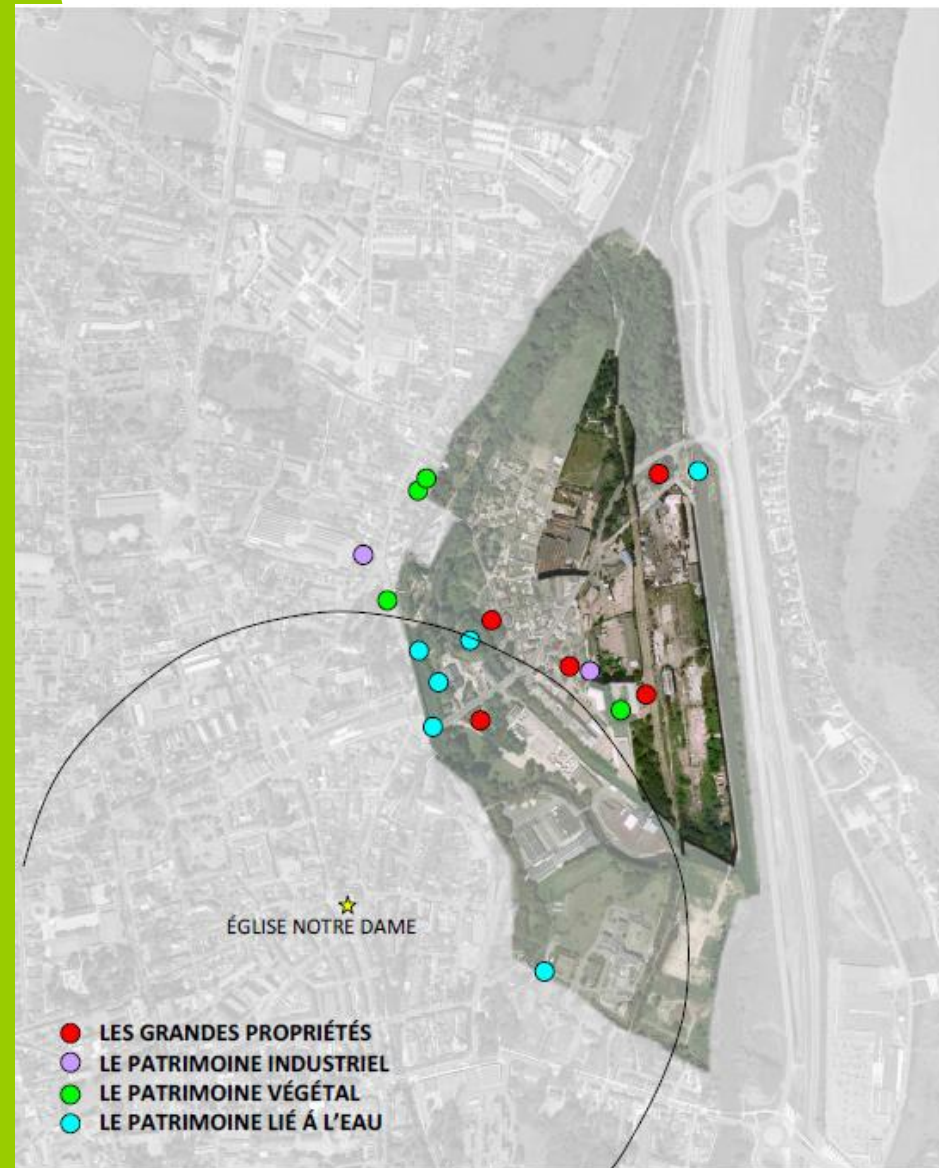 ÉGLISE NOTRE DAME
LES GRANDES PROPRIÉTÉS
LE PATRIMOINE INDUSTRIEL
LE PATRIMOINE VÉGÉTAL
LE PATRIMOINE LIÉ Á L'EAU